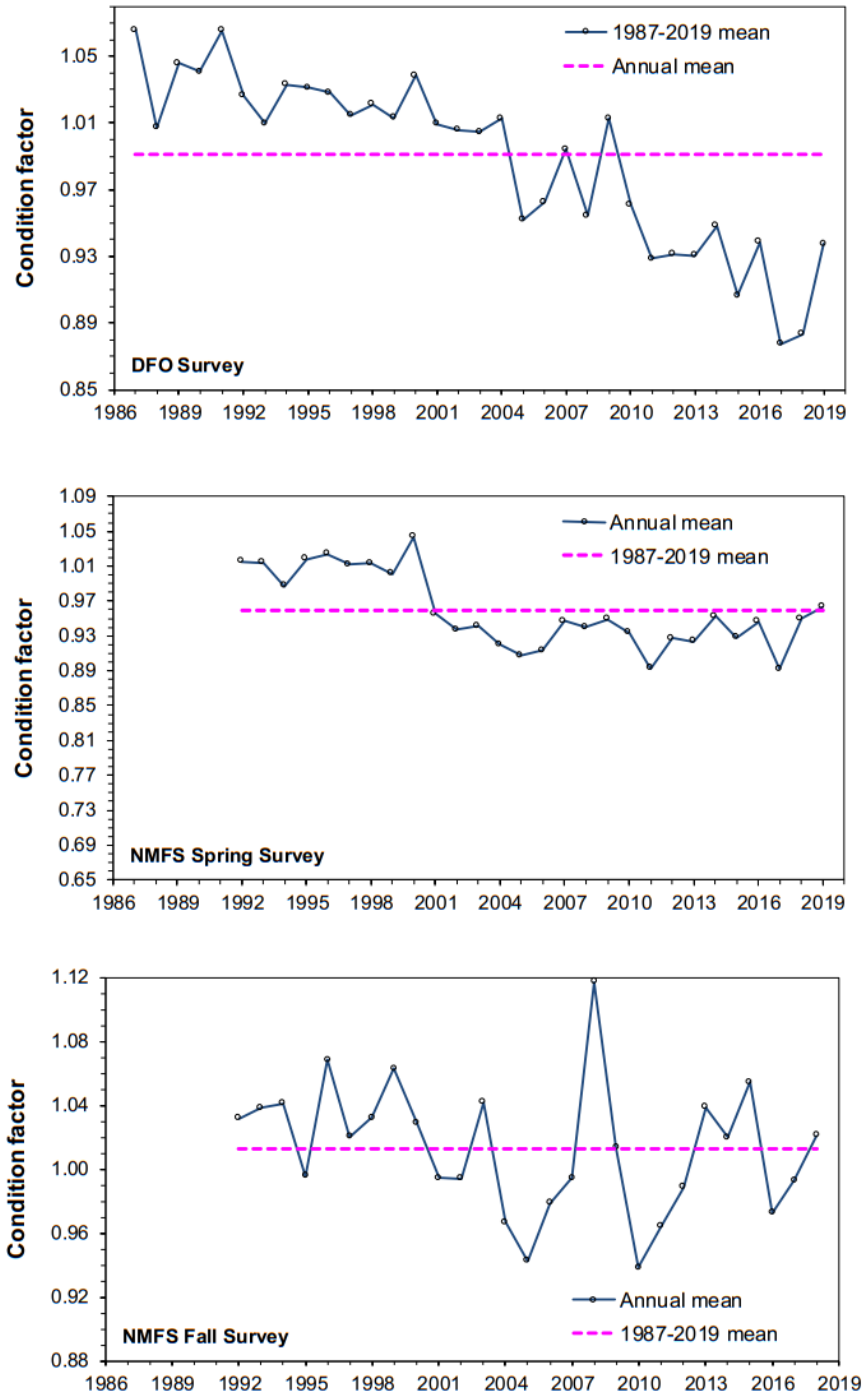 1.05
1.01
0.97
0.93
0.89
0.85
Condition factor
1987-2019 mean
Annual mean
DFO Survey
1986 1989 1992 1995 1998 2001 2004 2007 2010 2013 2016 2019
1.09
1.05
1.01
0.97
0.93
0.89
0.85
0.81
0.77
0.73
0.69
0.65
Condition factor
Annual mean
1987-2019 mean
NMFS Spring Survey
1986 1989 1992 1995 1998 2001 2004 2007 2010 2013 2016 2019
1.12
1.08
1.04
1.00
0.96
0.92
0.88
Condition factor
Annual mean
1987-2019 mean
NMFS Fall Survey
1986 1989 1992 1995 1998 2001 2004 2007 2010 2013 2016 2019